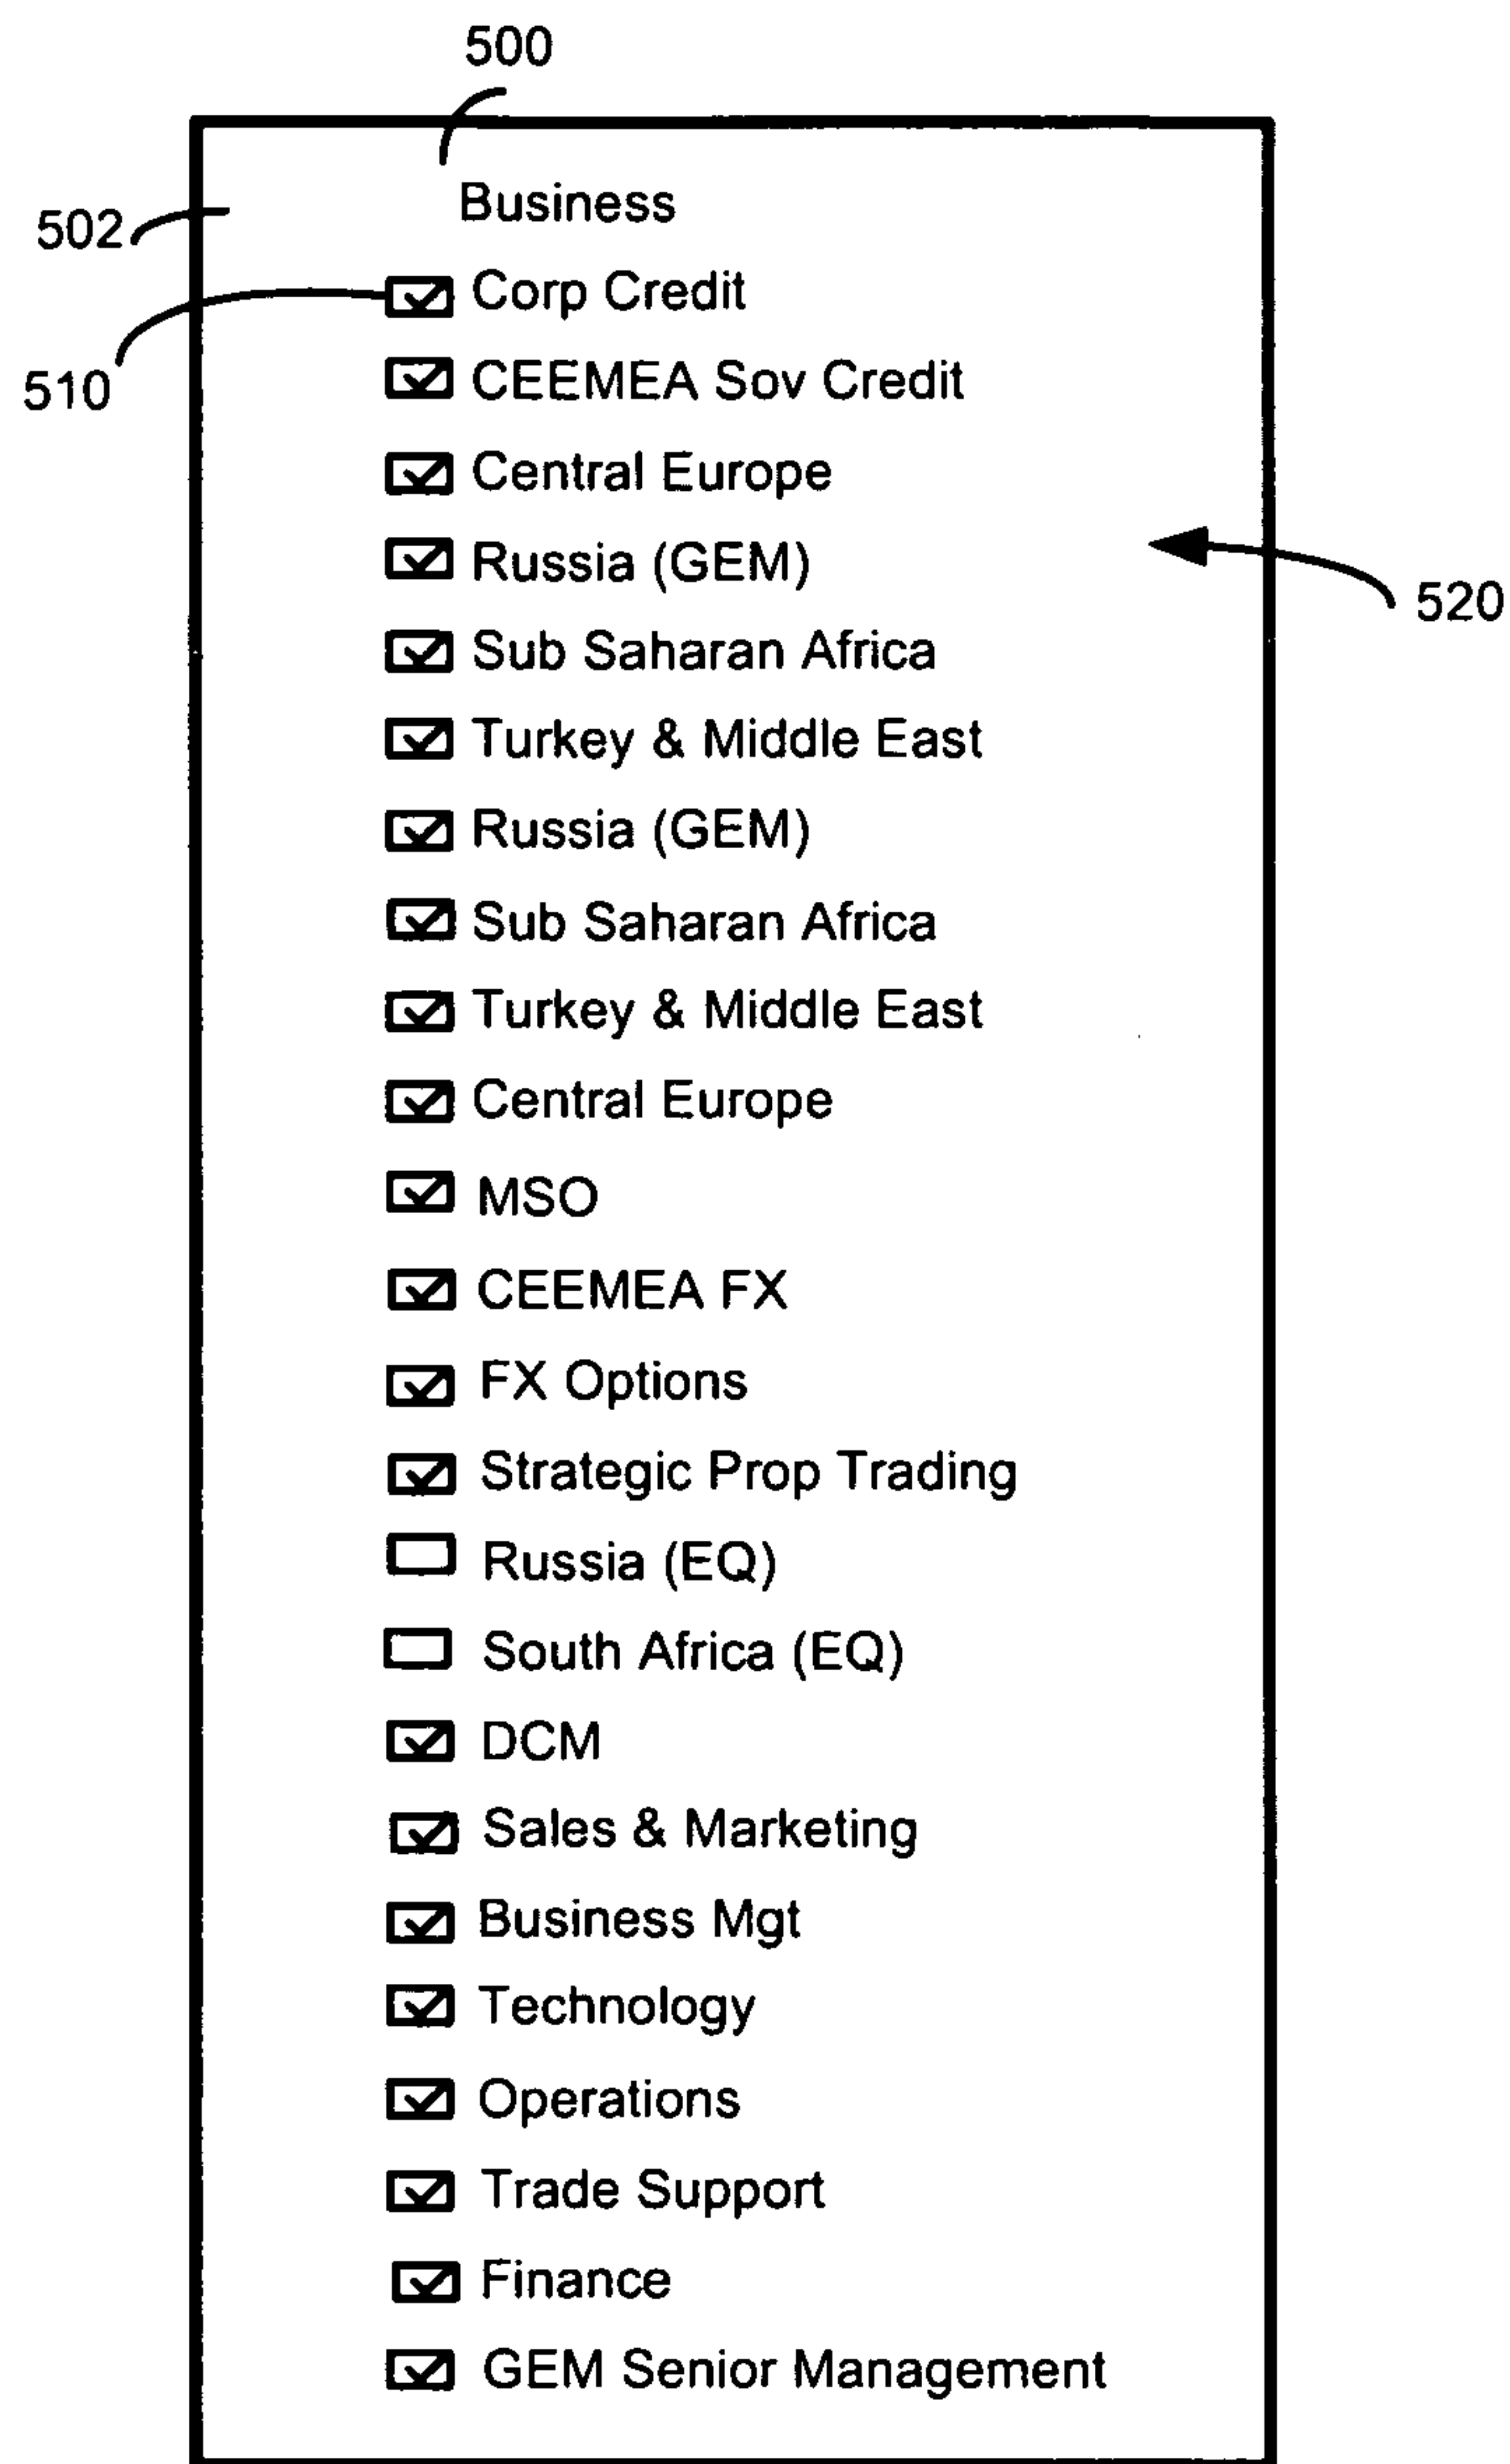 500
Business
502
Corp Credit
510
CEEMEA Sov Credit
Central Europe
Russia (GEM)
520
Sub Saharan Africa
Turkey & Middle East
Russia (GEM)
Sub Saharan Africa
Turkey & Middle East
Central Europe
MSO
CEEMEA FX
FX Options
Strategic Prop Trading
Russia (EQ)
South Africa (EQ)
DCM
Sales & Marketing
Business Mgt
Technology
Operations
Trade Support
Finance
GEM Senior Management